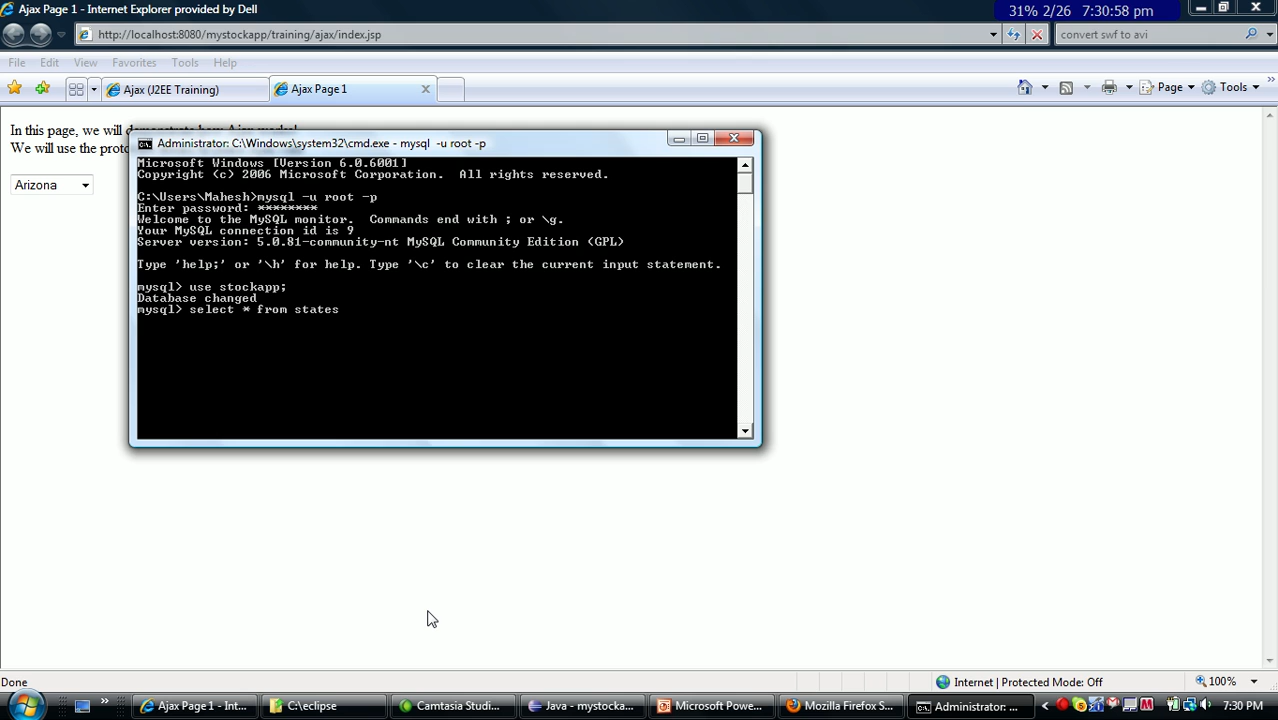 Ajax Page 1 - Internet Explorer provided by Dell
31% 2/26 7:30:58 pm
http://localhost:8080/mystockapp/training/ajax/index.jsp
convert swf to avi
File Edit View Favorites Tools Help
Ajax (J2EE Training)
Ajax Page 1
Page
Tools
In this page, we will demonstrate how Ajax works!
We will use the proto
Arizona
Administrator: C:\Windows\system32\cmd.exe - mysql -u root -p
Microsoft Windows [Version 6.0.6001]
Copyright (c) 2006 Microsoft Corporation. All rights reserved.
C:\Users\Mahesh>mysql -u root -p
Enter password: ********
Welcome to the MySQL monitor. Commands end with ; or \g.
Your MySQL connection id is 9
Server version: 5.0.81-community-nt MySQL Community Edition (GPL)
Type 'help;' or '\h' for help. Type '\c' to clear the current input statement.
mysql> use stockapp;
Database changed
mysql> select * from states
Done
Internet | Protected Mode: Off
100%
Ajax Page 1 - Int...
C:\eclipse
Camtasia Studi...
Java - mystocka...
Microsoft Powe...
Mozilla Firefox S...
Administrator: ...
7:30 PM